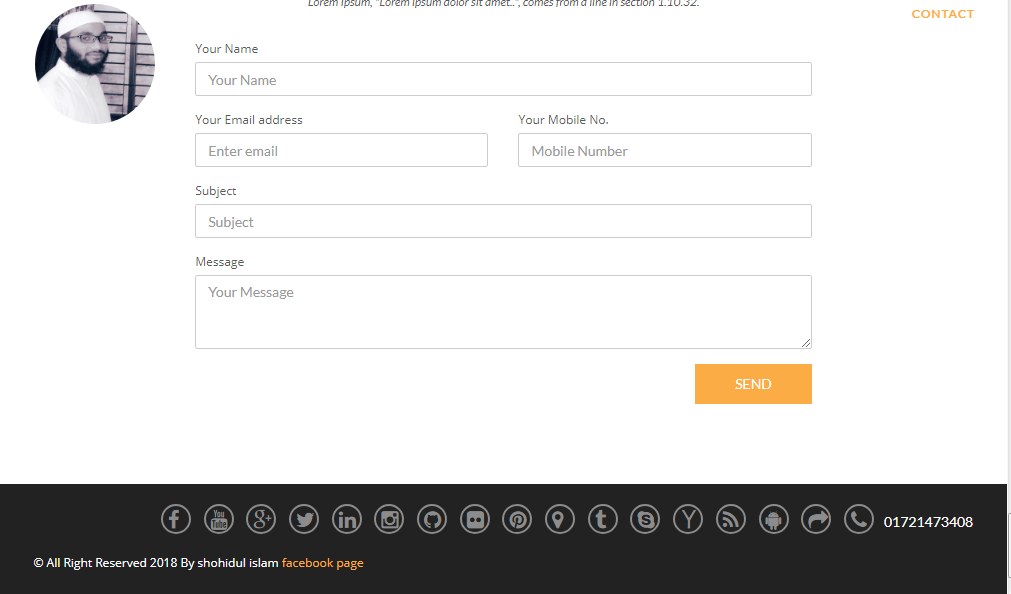 Lorem Ipsum, "Lorem ipsum dolor sit amet..", comes from a line in section 1.10.32.
CONTACT
Your Name
Your Name
Your Email address
Your Mobile No.
Enter email
Mobile Number
Subject
Subject
Message
Your Message
SEND
You Tube
01721473408
© All Right Reserved 2018 By shohidul islam facebook page